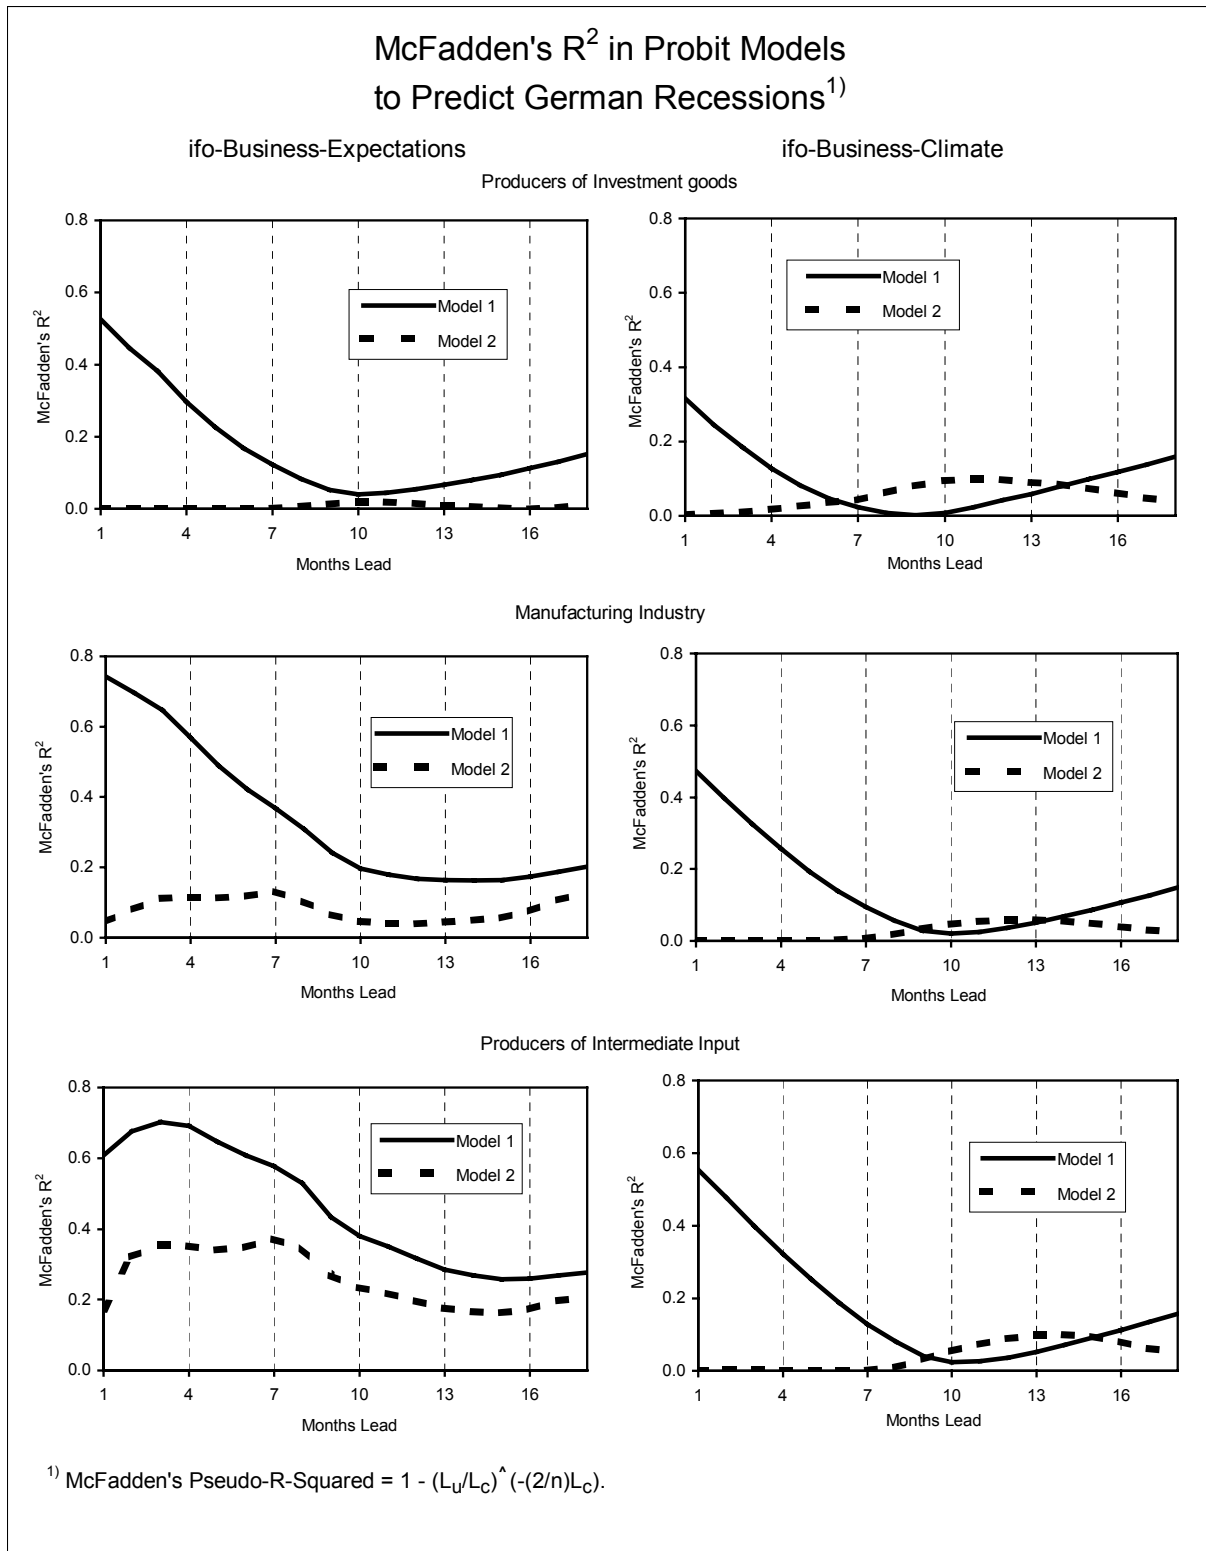 McFadden's R² in Probit Models
to Predict German Recessions¹⁾
ifo-Business-Expectations
ifo-Business-Climate
Producers of Investment goods
McFadden's R²
0.8
0.6
0.4
0.2
0.0
1 4 7 10 13 16
Months Lead
Model 1
Model 2
McFadden's R²
0.8
0.6
0.4
0.2
0.0
1 4 7 10 13 16
Months Lead
Model 1
Model 2
Manufacturing Industry
McFadden's R²
0.8
0.6
0.4
0.2
0.0
1 4 7 10 13 16
Months Lead
Model 1
Model 2
McFadden's R²
0.8
0.6
0.4
0.2
0.0
1 4 7 10 13 16
Months Lead
Model 1
Model 2
Producers of Intermediate Input
McFadden's R²
0.8
0.6
0.4
0.2
0.0
1 4 7 10 13 16
Months Lead
Model 1
Model 2
McFadden's R²
0.8
0.6
0.4
0.2
0.0
1 4 7 10 13 16
Months Lead
Model 1
Model 2
¹⁾ McFadden's Pseudo-R-Squared = 1 - (L_u/L_c)^(-(2/n)L_c).